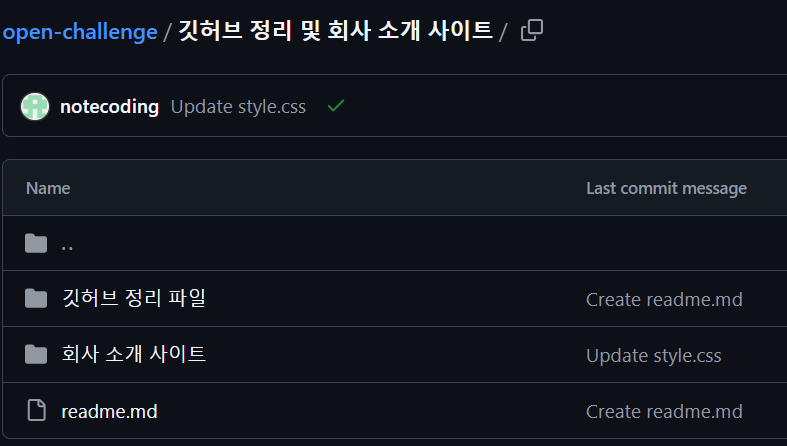 open-challenge / 깃허브 정리 및 회사 소개 사이트 /
notecoding Update style.css
Name Last commit message
..
깃허브 정리 파일 Create readme.md
회사 소개 사이트 Update style.css
readme.md Create readme.md